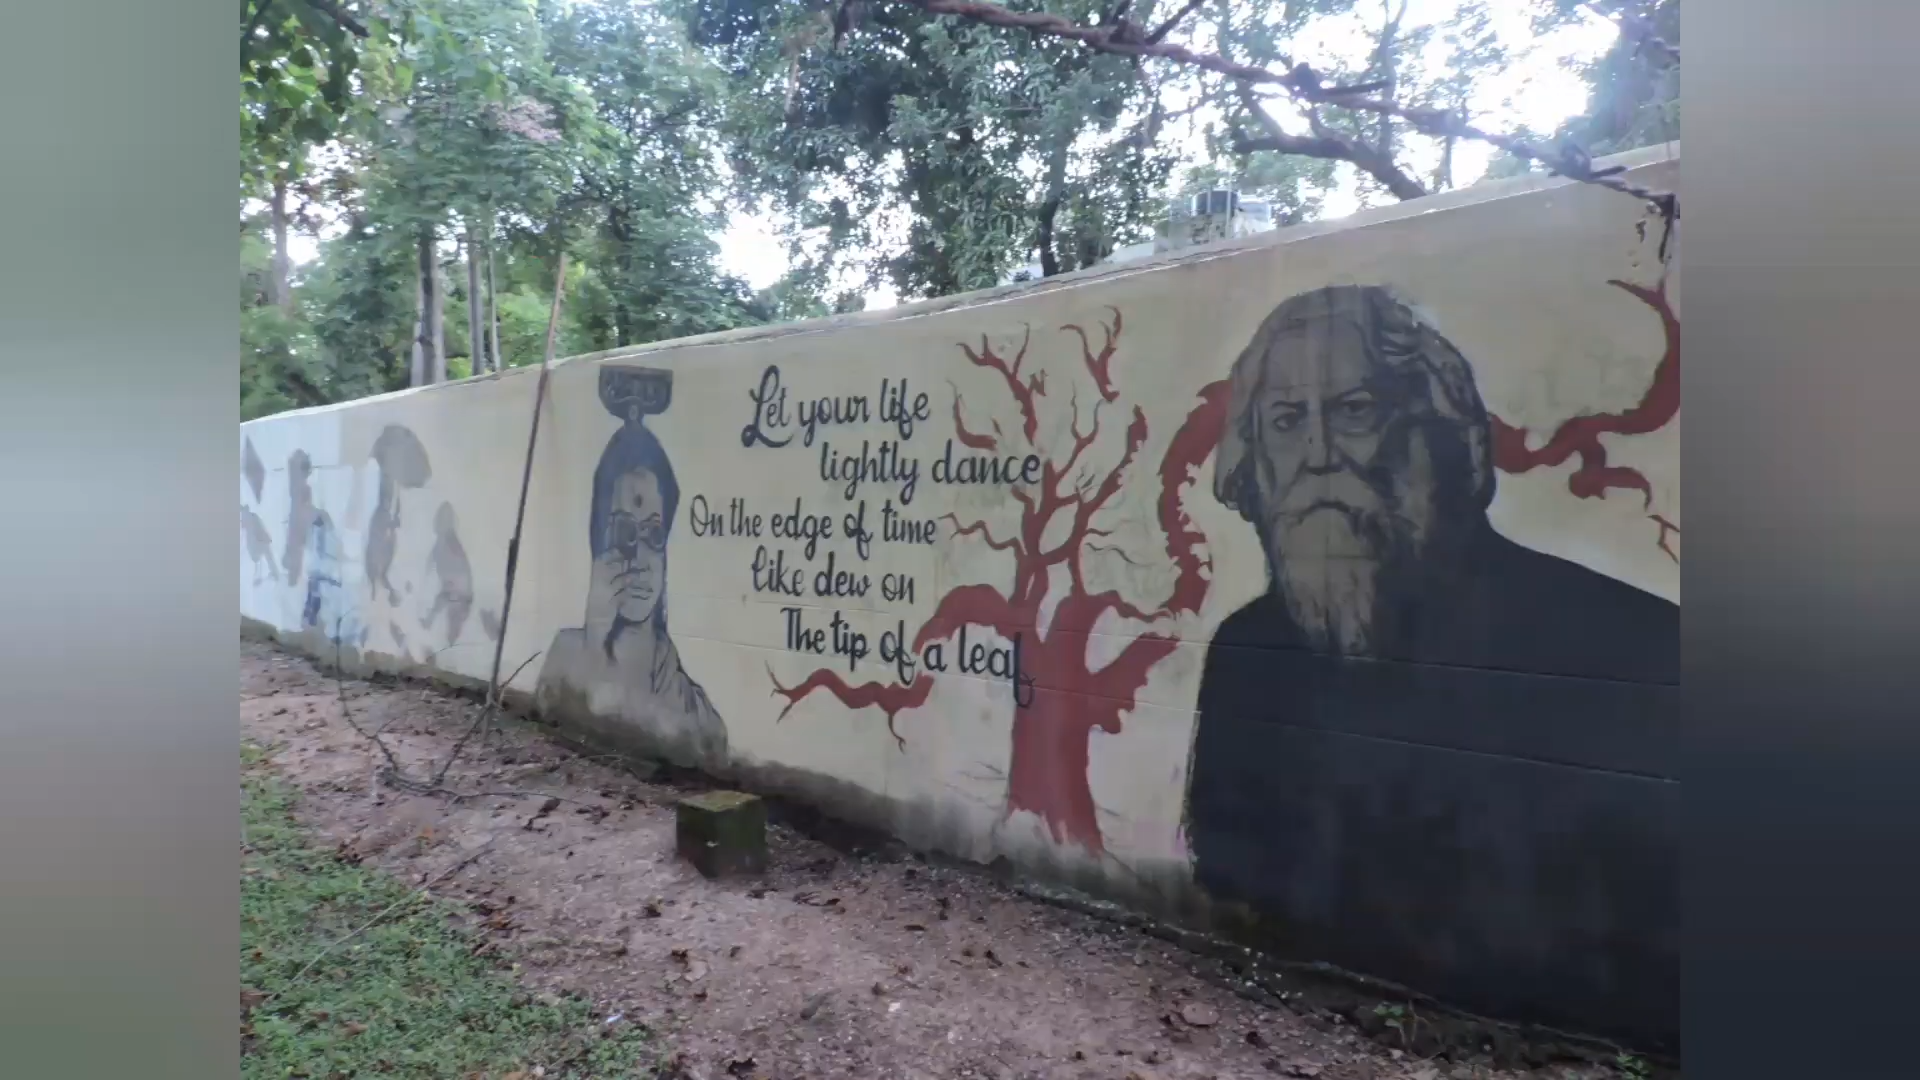 Let your life
lightly dance
On the edge of time
Like dew on
The tip of a leaf